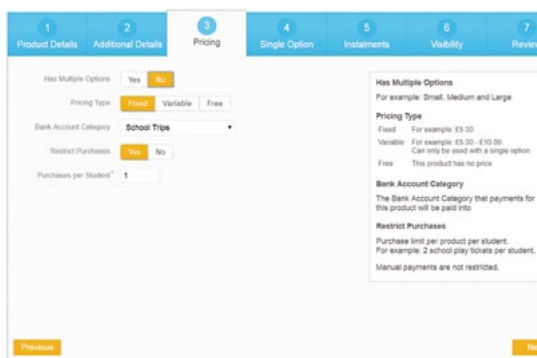 1 2 3 4 5 6 7
Product Details Additional Details Pricing Single Option Instalments Visibility Review
Has Multiple Options Yes No
Pricing Type Fixed Variable Free
Bank Account Category School Trips
Restrict Purchases Yes No
Purchases per Student* 1
Has Multiple Options
For example: Small, Medium and Large
Pricing Type
Fixed For example: £5.00
Variable For example: £5.00 - £10.00
Can only be used with a single option
Free This product has no price
Bank Account Category
The Bank Account Category that payments for
this product will be paid into
Restrict Purchases
Purchase limit per product per student.
For example: 2 school play tickets per student.
Manual payments are not restricted.
Previous